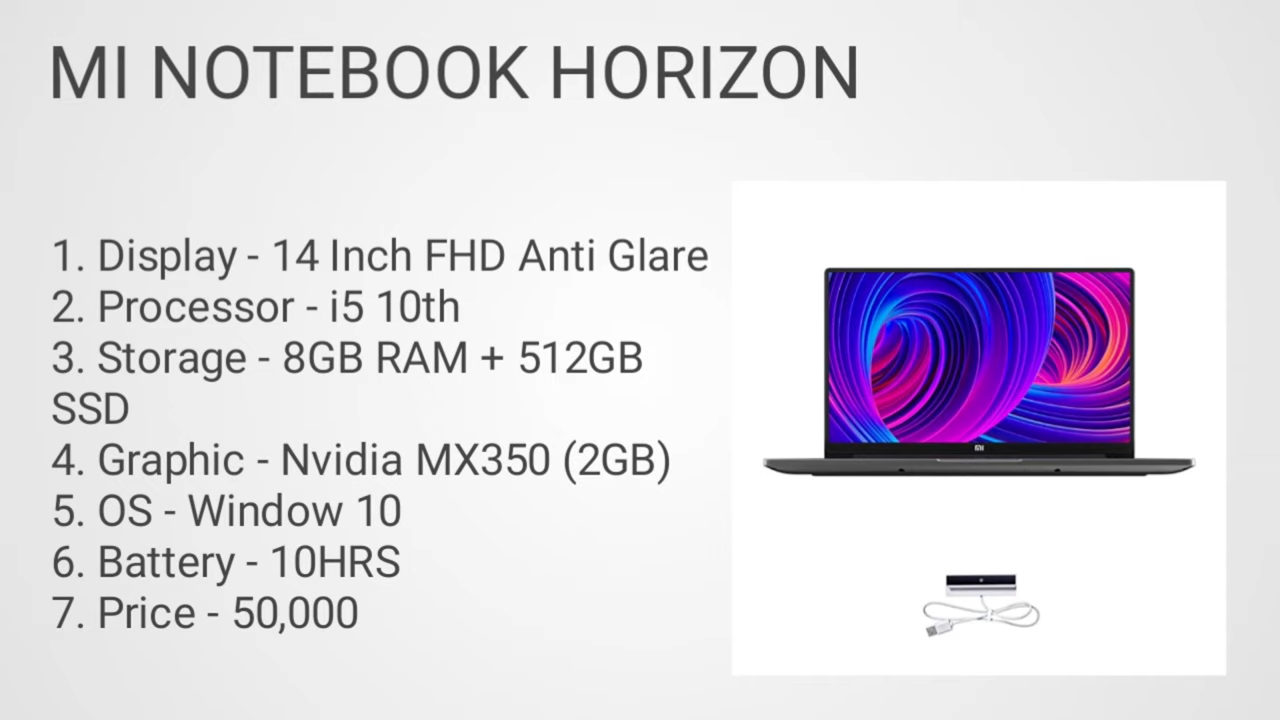 MI NOTEBOOK HORIZON
1. Display - 14 Inch FHD Anti Glare
2. Processor - i5 10th
3. Storage - 8GB RAM + 512GB
SSD
4. Graphic - Nvidia MX350 (2GB)
5. OS - Window 10
6. Battery - 10HRS
7. Price - 50,000
mi